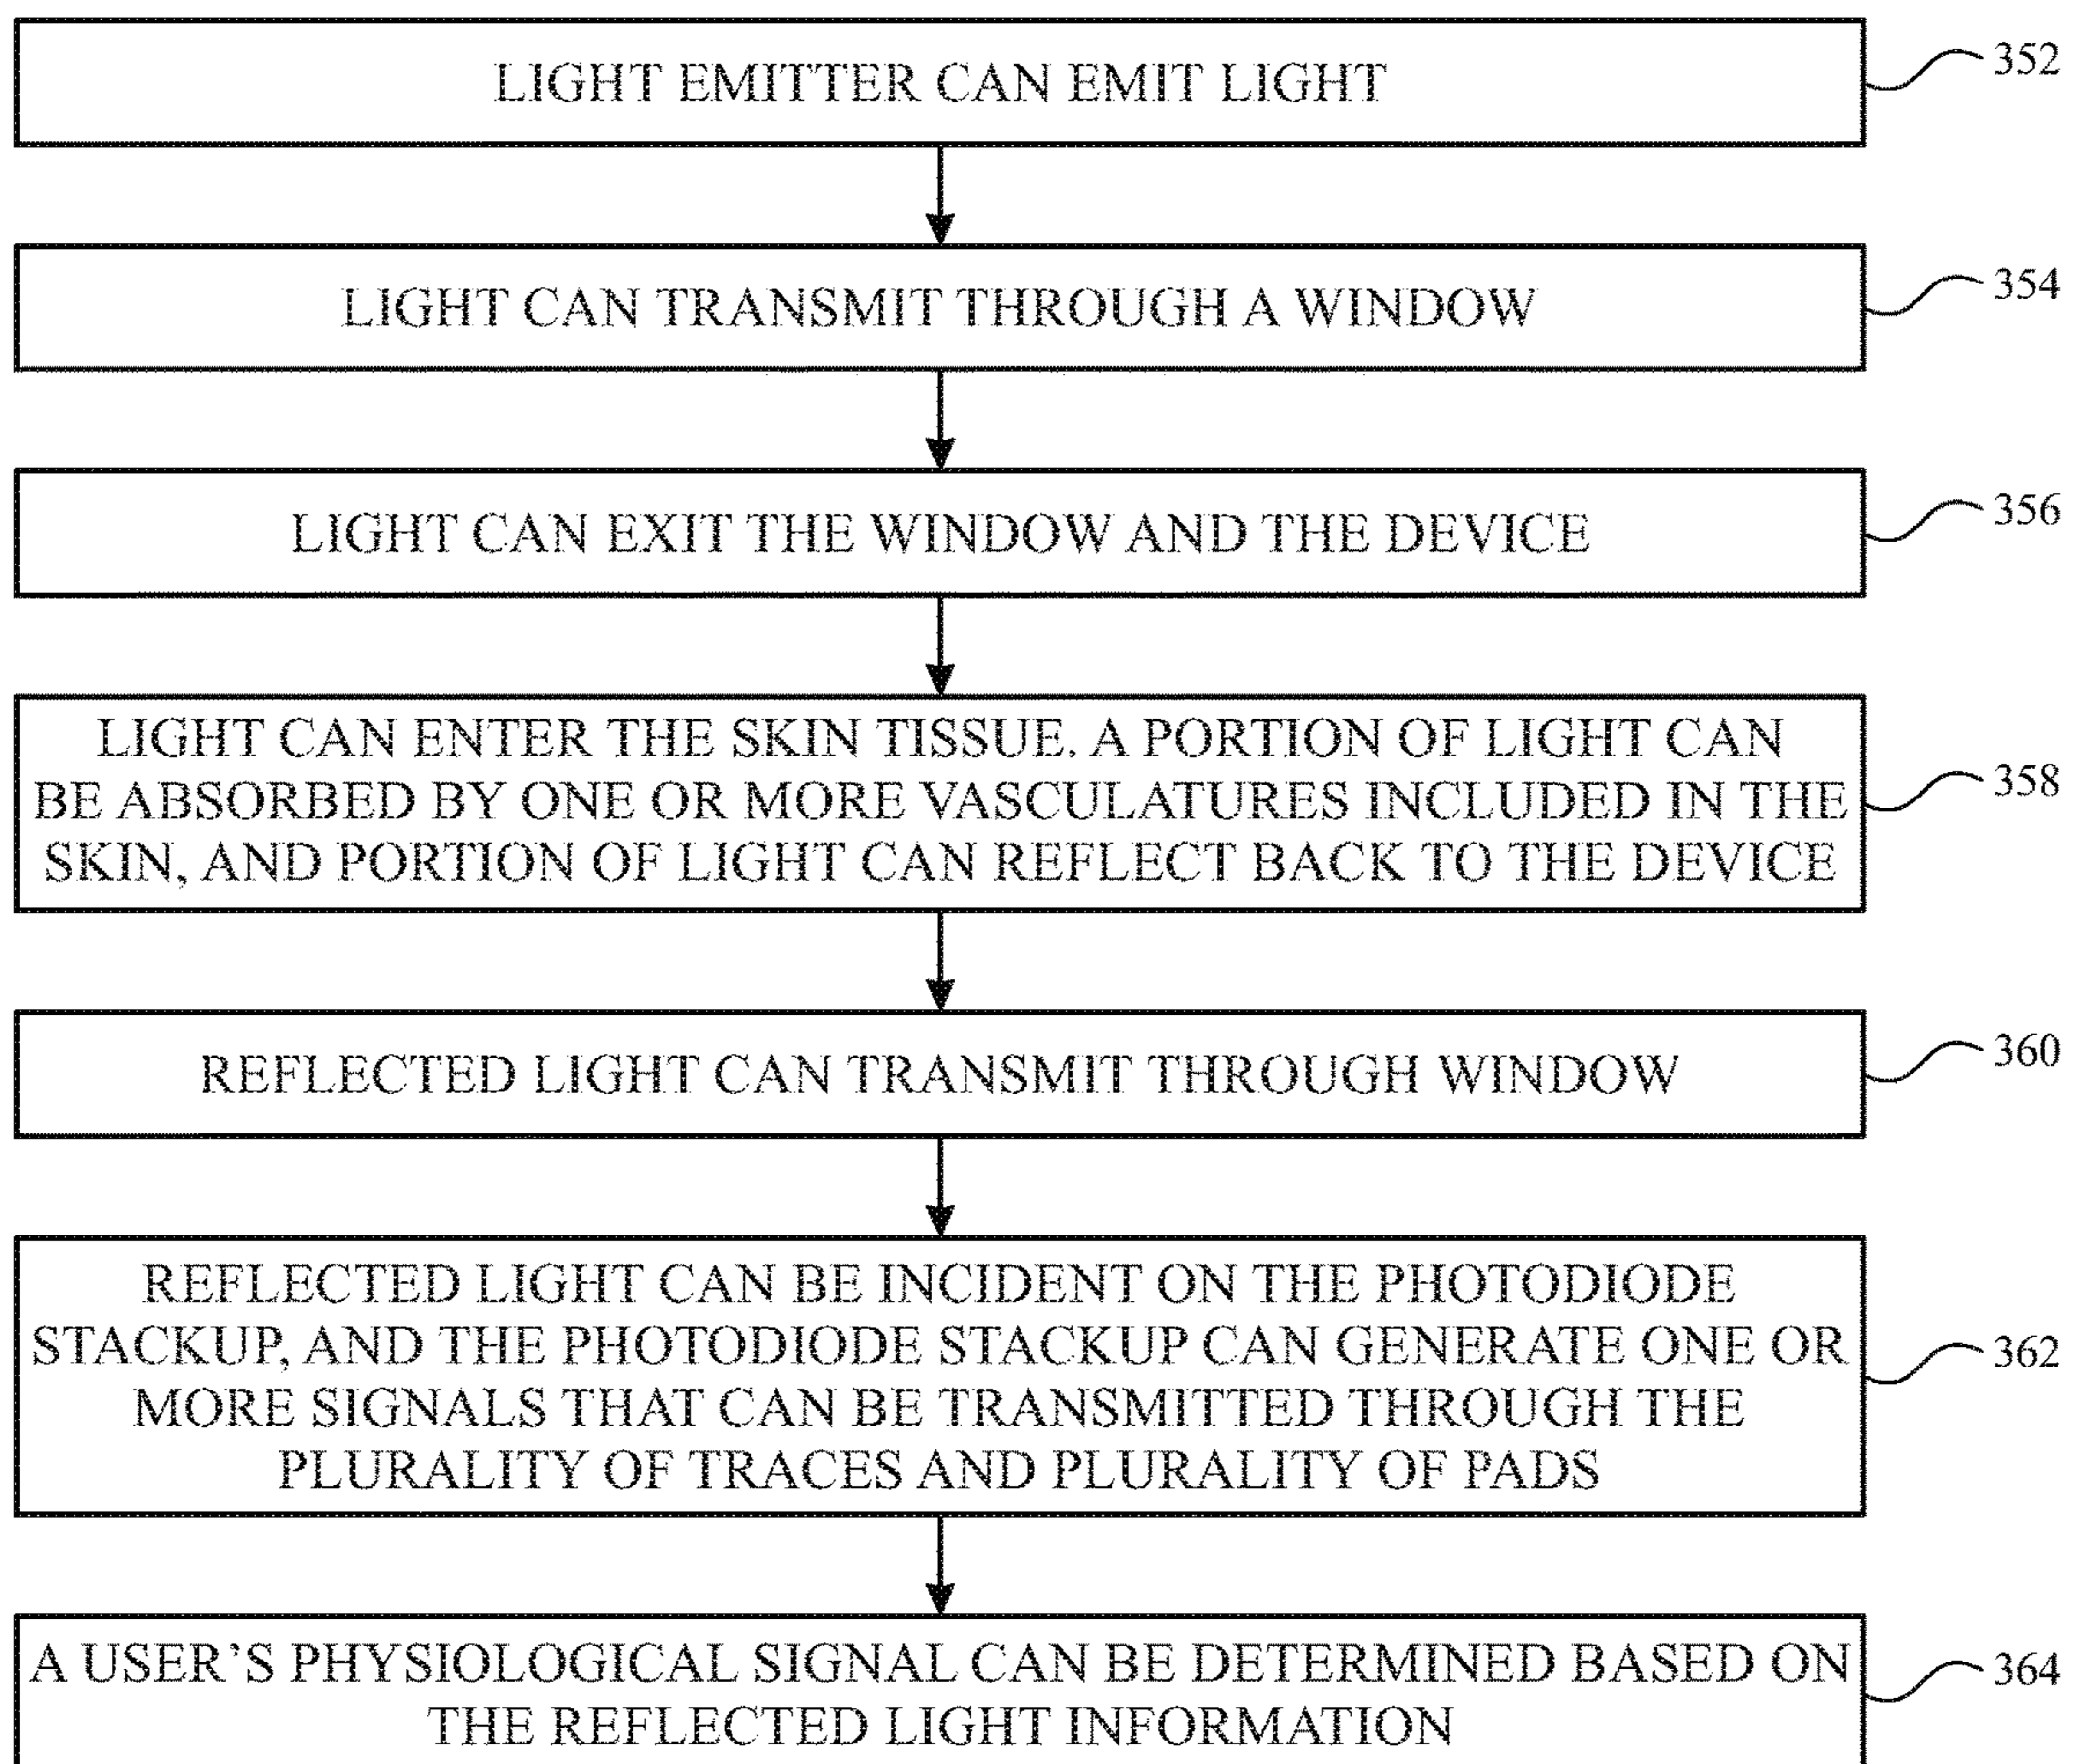 LIGHT EMITTER CAN EMIT LIGHT
352
LIGHT CAN TRANSMIT THROUGH A WINDOW
354
LIGHT CAN EXIT THE WINDOW AND THE DEVICE
356
LIGHT CAN ENTER THE SKIN TISSUE. A PORTION OF LIGHT CAN
BE ABSORBED BY ONE OR MORE VASCULATURES INCLUDED IN THE
SKIN, AND PORTION OF LIGHT CAN REFLECT BACK TO THE DEVICE
358
REFLECTED LIGHT CAN TRANSMIT THROUGH WINDOW
360
REFLECTED LIGHT CAN BE INCIDENT ON THE PHOTODIODE
STACKUP, AND THE PHOTODIODE STACKUP CAN GENERATE ONE OR
MORE SIGNALS THAT CAN BE TRANSMITTED THROUGH THE
PLURALITY OF TRACES AND PLURALITY OF PADS
362
A USER'S PHYSIOLOGICAL SIGNAL CAN BE DETERMINED BASED ON
THE REFLECTED LIGHT INFORMATION
364